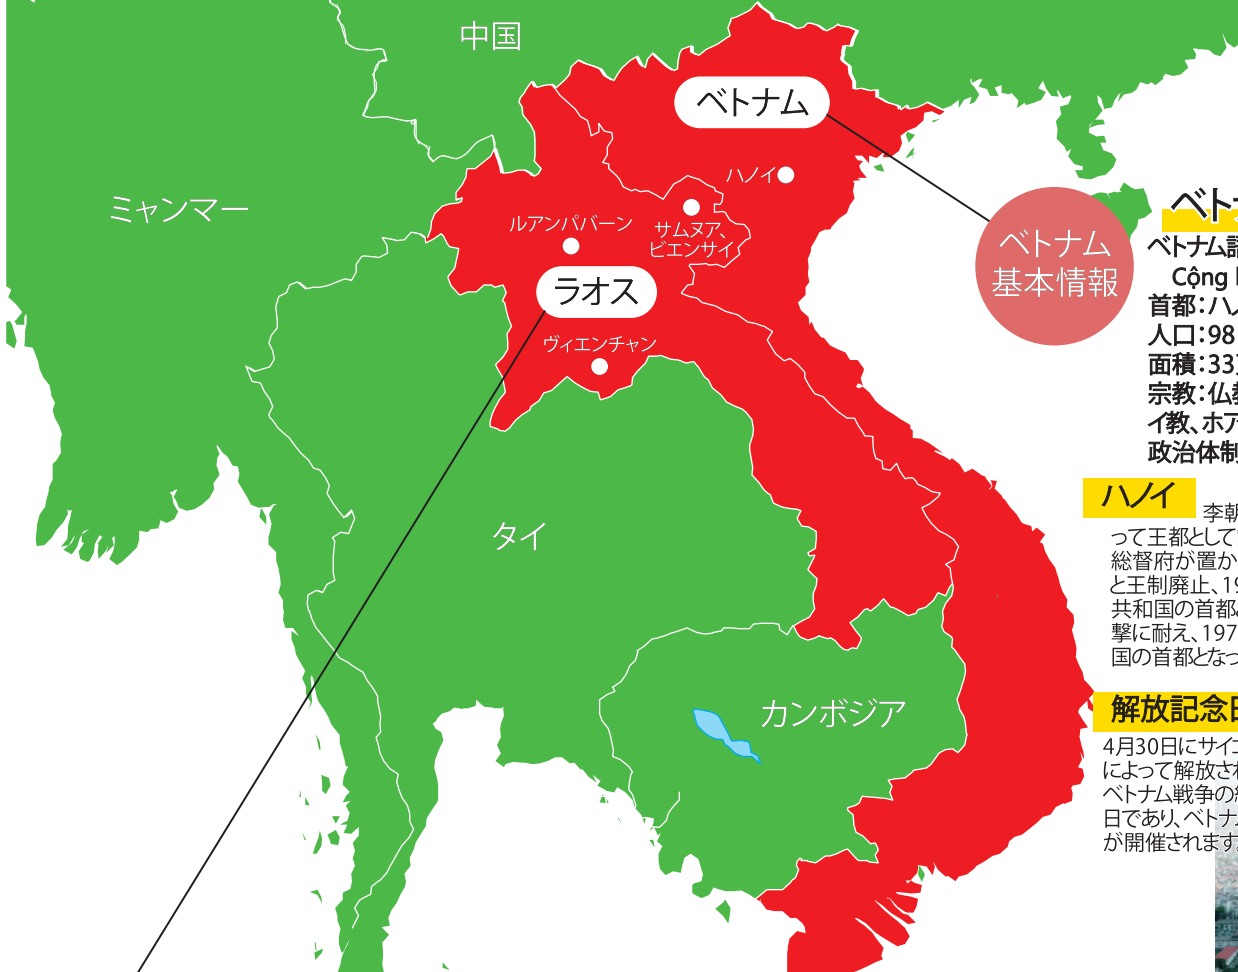 中国
ベトナム
ハノイ
ミャンマー
ルアンパバーン
サムヌア、
ビエンサイ
ラオス
ヴィエンチャン
タイ
カンボジア
ベトナム
基本情報
ベト
ベトナム
Cộng
首都：ハノ
人口：98
面積：33
宗教：仏教
イ教、ホア
政治体制
ハノイ
李朝
って王都として
総督府が置か
と王制廃止、19
共和国の首都
撃に耐え、197
国の首都となっ
解放記念日
4月30日にサイゴ
によって解放され
ベトナム戦争の終
日であり、ベトナム
が開催されます。